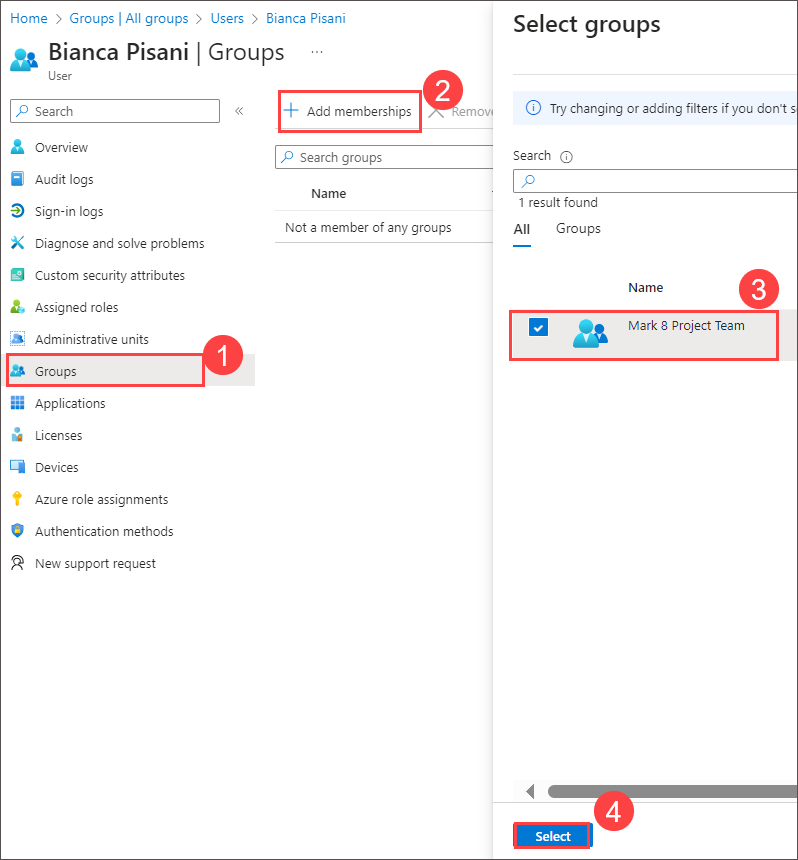 Home > Groups | All groups > Users > Bianca Pisani
Bianca Pisani | Groups ...
User
Search «
Overview
Audit logs
Sign-in logs
Diagnose and solve problems
Custom security attributes
Assigned roles
Administrative units
Groups
1
Applications
Licenses
Devices
Azure role assignments
Authentication methods
New support request
+ Add memberships
2
Remove
Search groups
Name
Not a member of any groups
Select groups
Try changing or adding filters if you don't s
Search
1 result found
All Groups
Name
3
Mark 8 Project Team
4
Select